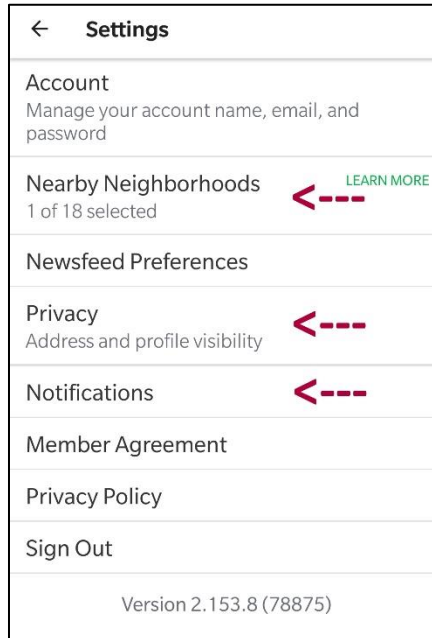 ← Settings
Account
Manage your account name, email, and
password
Nearby Neighborhoods
LEARN MORE
1 of 18 selected
<---
Newsfeed Preferences
Privacy
Address and profile visibility
<---
Notifications
<---
Member Agreement
Privacy Policy
Sign Out
Version 2.153.8 (78875)